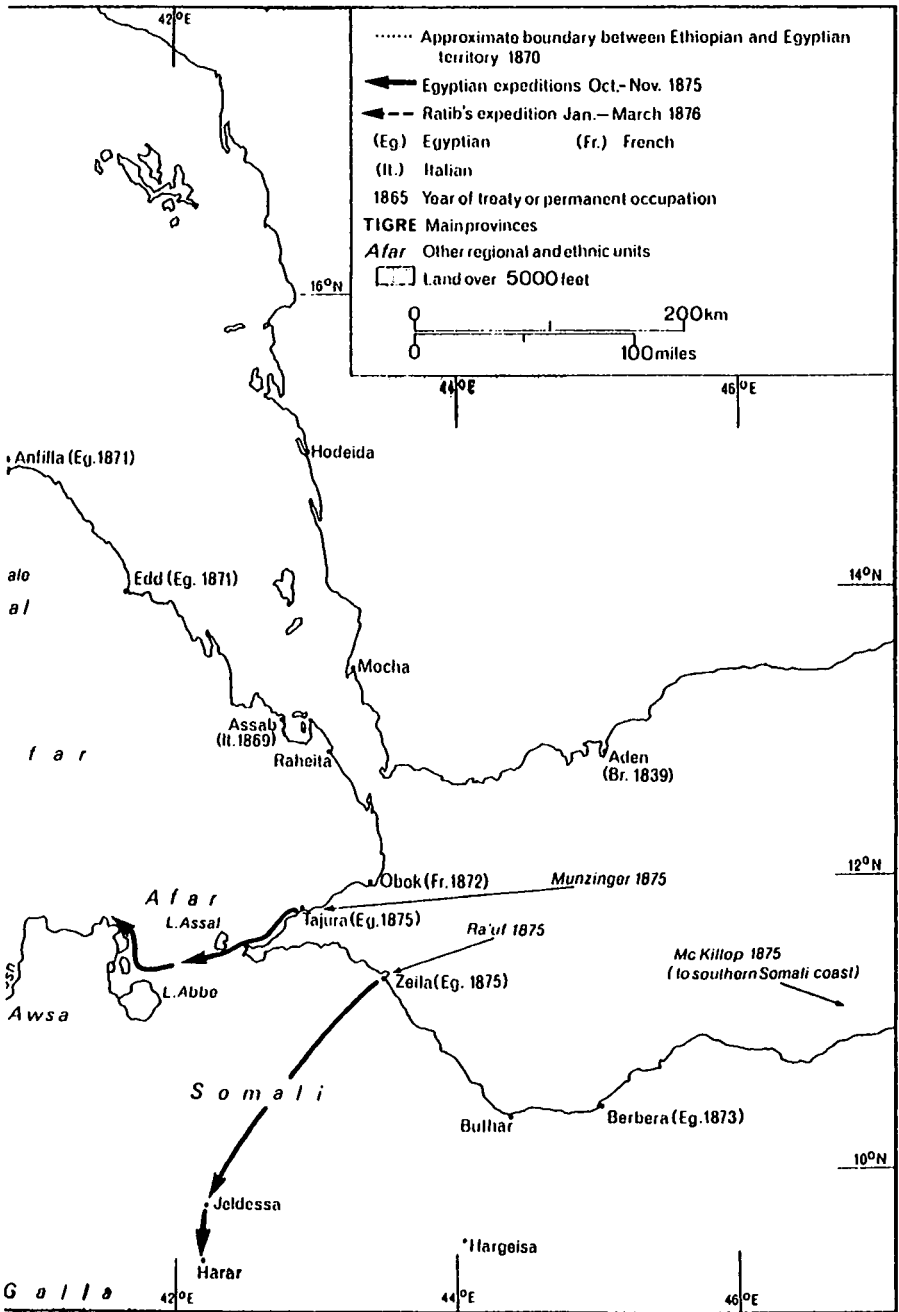 42°E
Approximate boundary between Ethiopian and Egyptian
territory 1870
Egyptian expeditions Oct.-Nov. 1875
Ratib's expedition Jan.-March 1876
(Eg) Egyptian (Fr.) French
(It.) Italian
1865 Year of treaty or permanent occupation
TIGRE Main provinces
Afar Other regional and ethnic units
Land over 5000 feet
0 200km
0 100miles
16°N
44°E 46°E
Hodeida
Anfilla (Eg. 1871)
14°N
ale
Edd (Eg. 1871)
al
Mocha
Assab
(It. 1869)
Raheita
far
Aden
(Br. 1839)
12°N
Obok (Fr. 1872)
Munzinger 1875
Afar
L. Assal
Tajura (Eg. 1875)
Ra'uf 1875
Mc Killop 1875
(to southern Somali coast)
Zeila (Eg. 1875)
L. Abbe
Awsa
Somali
Bulhar
Berbera (Eg. 1873)
10°N
Jeldessa
Hargeisa
Harar
Galla
42°E 44°E 46°E